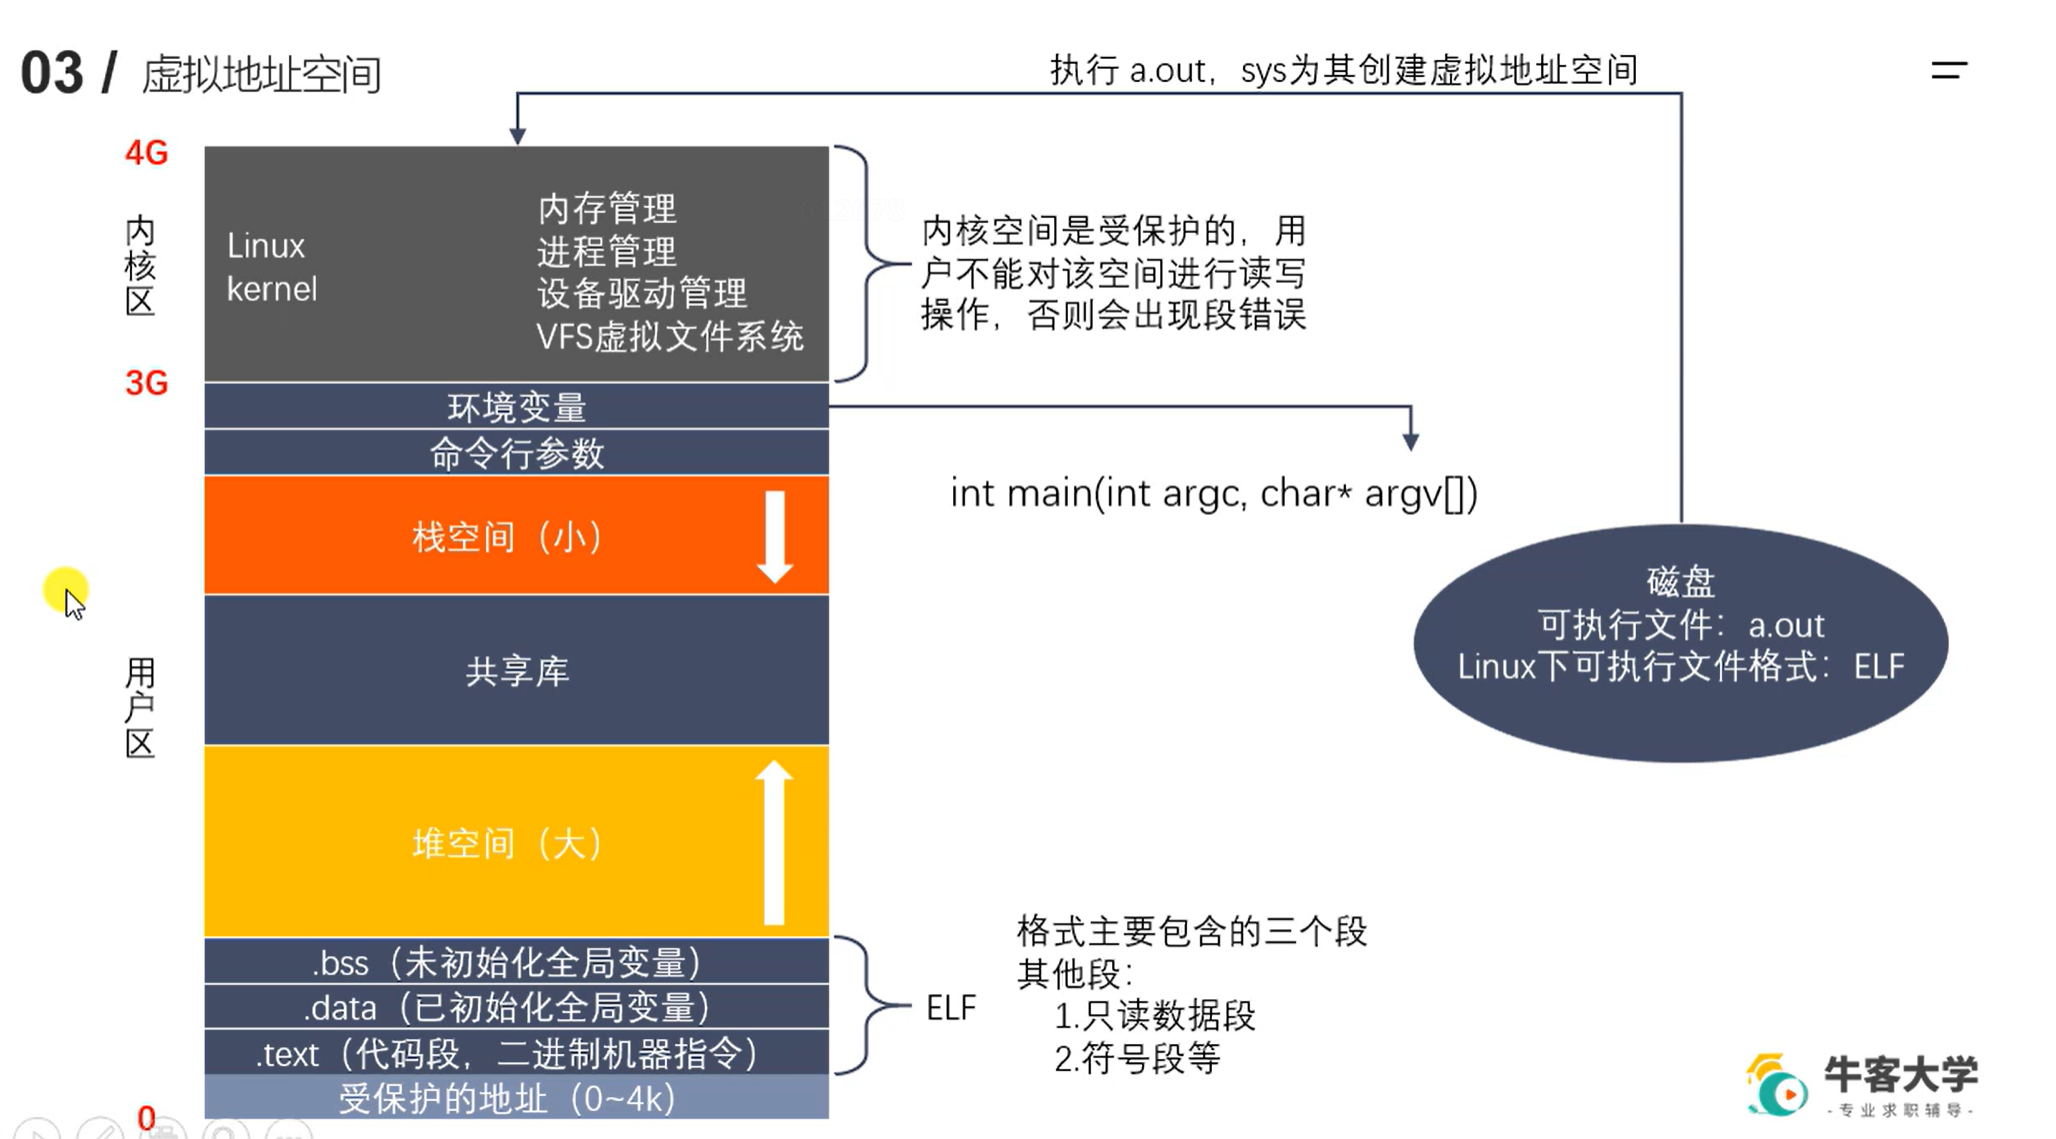 03 / 虚拟地址空间
执行 a.out，sys为其创建虚拟地址空间
4G
内核区
Linux
kernel
内存管理
进程管理
设备驱动管理
VFS虚拟文件系统
内核空间是受保护的，用
户不能对该空间进行读写
操作，否则会出现段错误
3G
环境变量
命令行参数
int main(int argc, char* argv[])
栈空间（小）
磁盘
可执行文件：a.out
Linux下可执行文件格式：ELF
共享库
用户区
堆空间（大）
.bss（未初始化全局变量）
.data（已初始化全局变量）
.text（代码段，二进制机器指令）
受保护的地址（0~4k）
0
ELF
格式主要包含的三个段
其他段：
1.只读数据段
2.符号段等
牛客大学
-专业求职辅导-